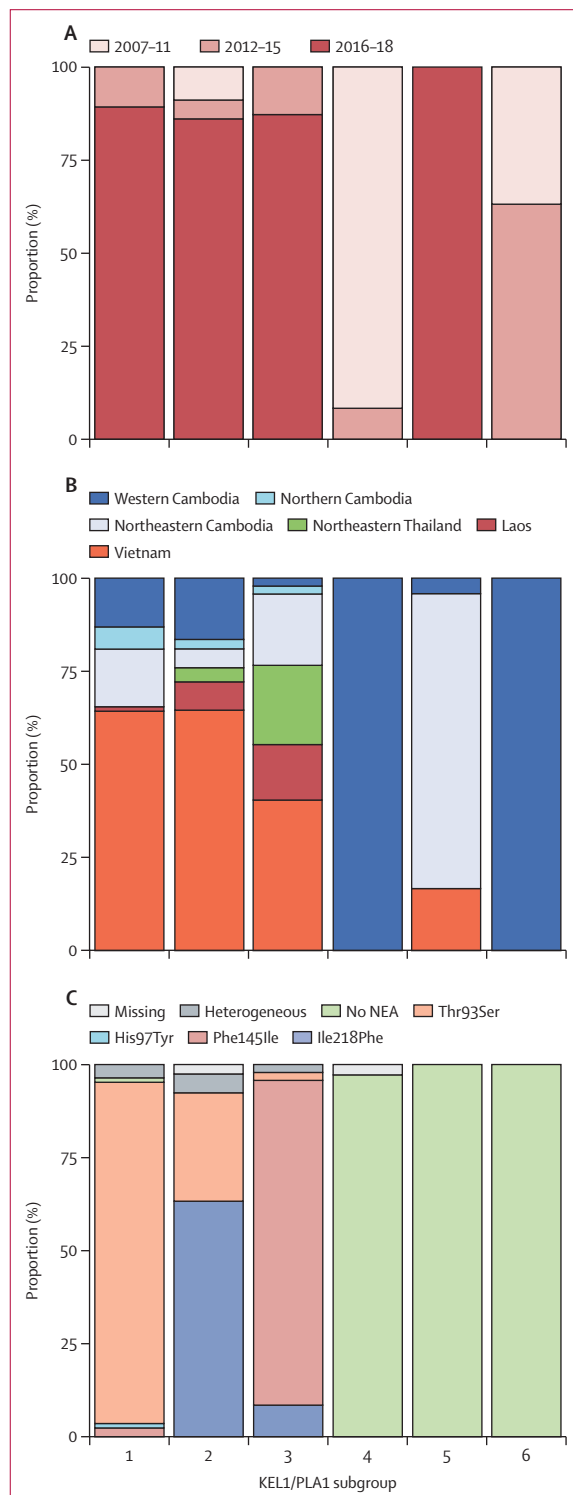 A
2007–11 2012–15 2016–18
100
75
50
25
0
Proportion (%)
B
Western Cambodia Northern Cambodia
Northeastern Cambodia Northeastern Thailand Laos
Vietnam
100
75
50
25
0
Proportion (%)
C
Missing Heterogeneous No NEA Thr93Ser
His97Tyr Phe145Ile Ile218Phe
100
75
50
25
0
Proportion (%)
1 2 3 4 5 6
KEL1/PLA1 subgroup